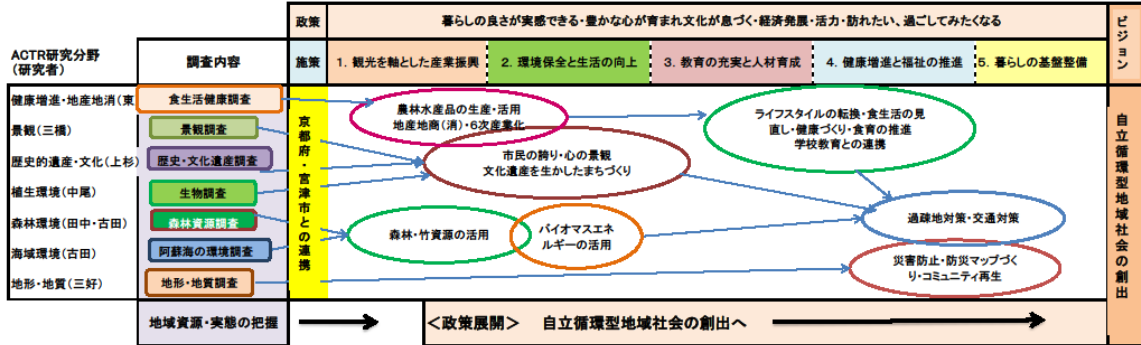 政策
暮らしの良さが実感できる・豊かな心が育まれ文化が息づく・経済発展・活力・訪れたい、過ごしてみたくなる
ビジョン
ACTR研究分野
(研究者)
調査内容
施策
1. 観光を軸とした産業振興
2. 環境保全と生活の向上
3. 教育の充実と人材育成
4. 健康増進と福祉の推進
5. 暮らしの基盤整備
健康増進・地産地消(東
食生活健康調査
景観(三橋)
景観調査
歴史的遺産・文化(上杉)
歴史・文化遺産調査
植生環境(中尾)
生物調査
森林環境(田中・古田)
森林資源調査
海域環境(古田)
阿蘇海の環境調査
地形・地質(三好)
地形・地質調査
京都府・宮津市との連携
農林水産品の生産・活用
地産地商(消)・6次産業化
ライフスタイルの転換・食生活の見
直し・健康づくり・食育の推進
学校教育との連携
市民の誇り・心の景観
文化遺産を生かしたまちづくり
過疎地対策・交通対策
森林・竹資源の活用
バイオマスエネ
ルギーの活用
災害防止・防災マップづく
り・コミュニティ再生
自立循環型地域社会の創出
地域資源・実態の把握
<政策展開> 自立循環型地域社会の創出へ